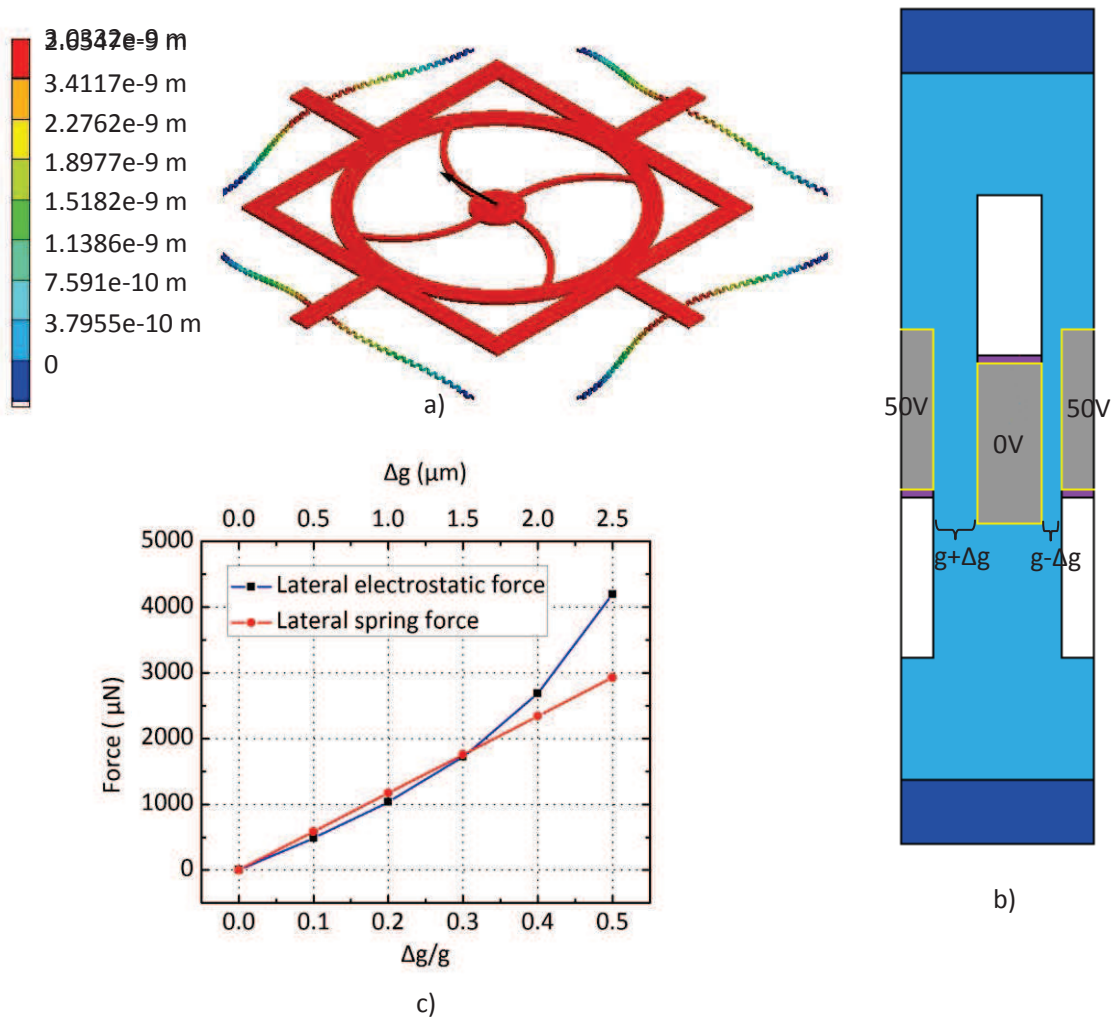 3.4117e-9 m
2.2762e-9 m
1.8977e-9 m
1.5182e-9 m
1.1386e-9 m
7.591e-10 m
3.7955e-10 m
0
a)
50V
0V
50V
g+Δg
g-Δg
b)
Δg (µm)
0.0 0.5 1.0 1.5 2.0 2.5
5000
4000
3000
2000
1000
0
Force ( µN)
Lateral electrostatic force
Lateral spring force
0.0 0.1 0.2 0.3 0.4 0.5
Δg/g
c)